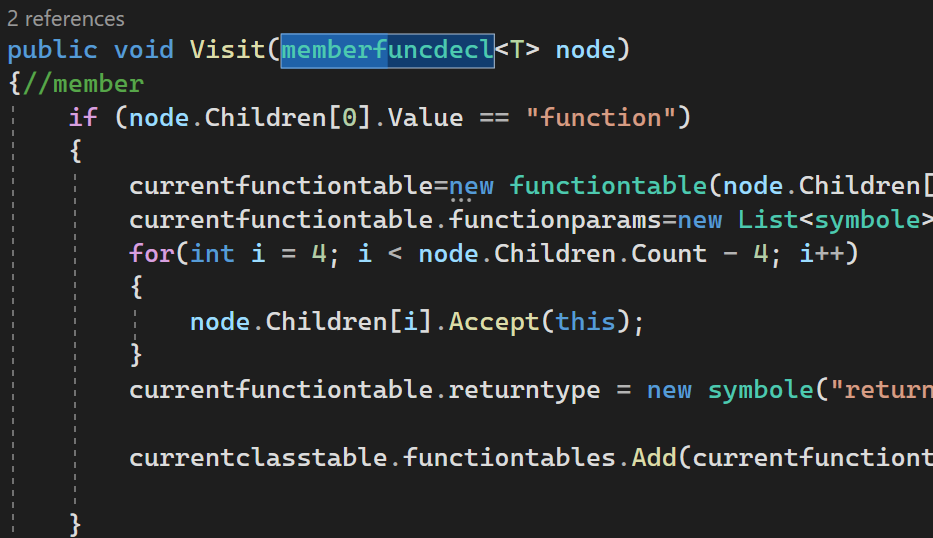 2 references
public void Visit(memberfuncdecl<T> node)
{//member
if (node.Children[0].Value == "function")
{
currentfunctiontable=new functiontable(node.Children[
currentfunctiontable.functionparams=new List<symbole>
for(int i = 4; i < node.Children.Count - 4; i++)
{
node.Children[i].Accept(this);
}
currentfunctiontable.returntype = new symbole("return
currentclasstable.functiontables.Add(currentfunctiont
}